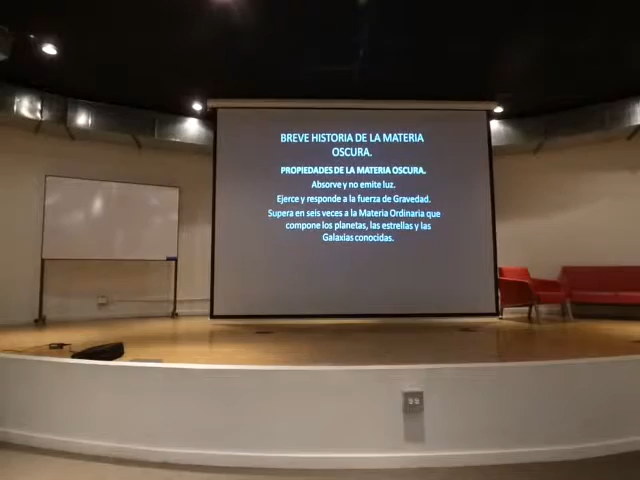 BREVE HISTORIA DE LA MATERIA
OSCURA.
PROPIEDADES DE LA MATERIA OSCURA.
Absorve y no emite luz.
Ejerce y responde a la fuerza de Gravedad.
Supera en seis veces a la Materia Ordinaria que
compone los planetas, las estrellas y las
Galaxias conocidas.